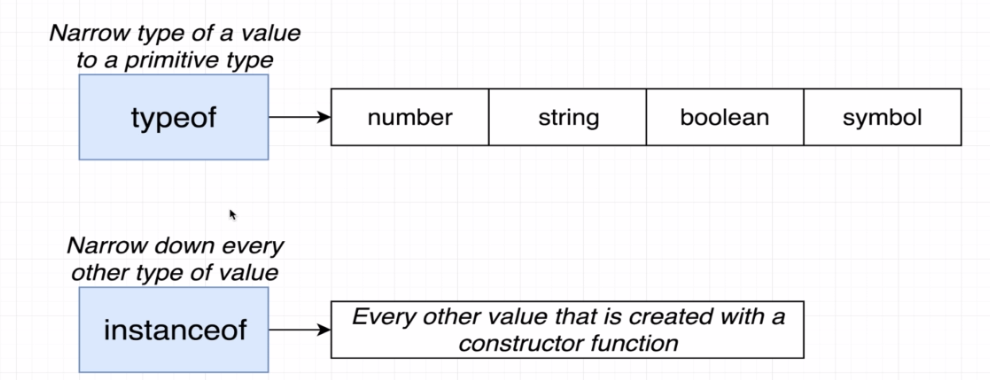 Narrow type of a value
to a primitive type
typeof
number
string
boolean
symbol
Narrow down every
other type of value
instanceof
Every other value that is created with a
constructor function